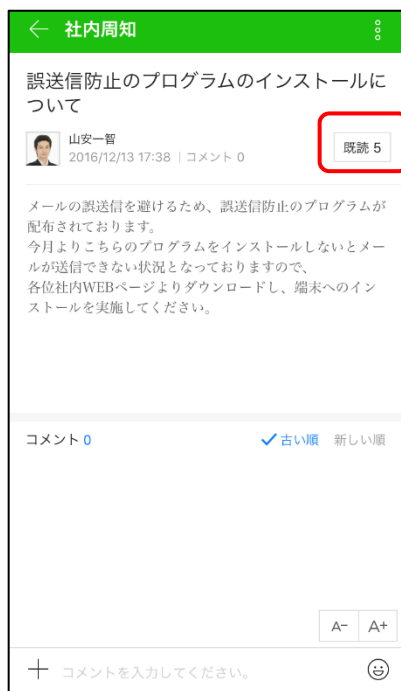 社内周知
誤送信防止のプログラムのインストールに
ついて
山安一智
2016/12/13 17:38 | コメント 0
既読 5
メールの誤送信を避けるため、誤送信防止のプログラムが
配布されております。
今月よりこちらのプログラムをインストールしないとメー
ルが送信できない状況となっておりますので、
各位社内WEBページよりダウンロードし、端末へのイン
ストールを実施してください。
コメント 0
古い順 新しい順
A- A+
コメントを入力してください。